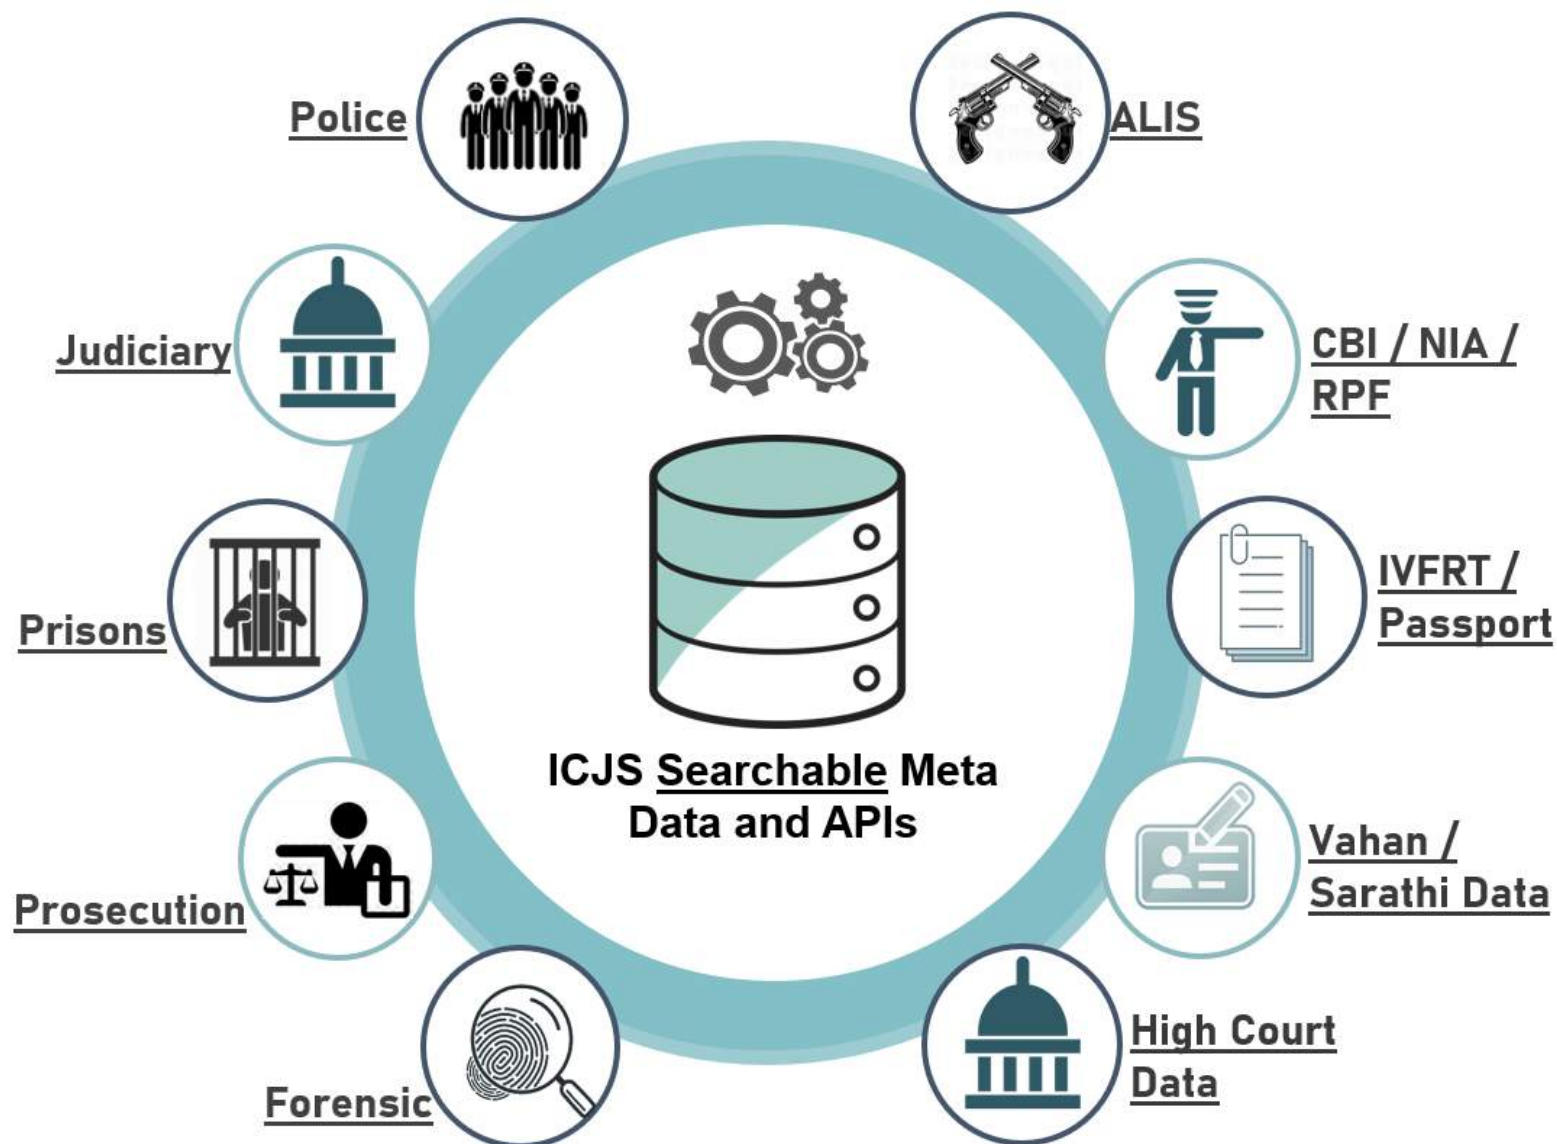 Police
ALIS
Judiciary
CBI / NIA /
RPF
Prisons
IVFRT /
Passport
ICJS Searchable Meta
Data and APIs
Prosecution
Vahan /
Sarathi Data
Forensic
High Court
Data